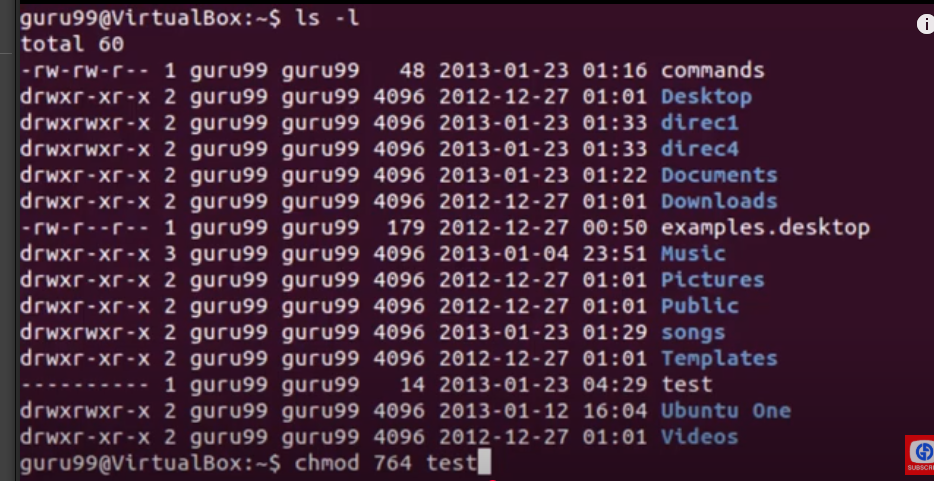 guru99@VirtualBox:~$ ls -l
total 60
-rw-rw-r-- 1 guru99 guru99   48 2013-01-23 01:16 commands
drwxr-xr-x 2 guru99 guru99 4096 2012-12-27 01:01 Desktop
drwxrwxr-x 2 guru99 guru99 4096 2013-01-23 01:33 direc1
drwxrwxr-x 2 guru99 guru99 4096 2013-01-23 01:33 direc4
drwxr-xr-x 2 guru99 guru99 4096 2013-01-23 01:22 Documents
drwxr-xr-x 2 guru99 guru99 4096 2012-12-27 01:01 Downloads
-rw-r--r-- 1 guru99 guru99  179 2012-12-27 00:50 examples.desktop
drwxr-xr-x 3 guru99 guru99 4096 2013-01-04 23:51 Music
drwxr-xr-x 2 guru99 guru99 4096 2012-12-27 01:01 Pictures
drwxr-xr-x 2 guru99 guru99 4096 2012-12-27 01:01 Public
drwxrwxr-x 2 guru99 guru99 4096 2013-01-23 01:29 songs
drwxr-xr-x 2 guru99 guru99 4096 2012-12-27 01:01 Templates
---------- 1 guru99 guru99   14 2013-01-23 04:29 test
drwxrwxr-x 2 guru99 guru99 4096 2013-01-12 16:04 Ubuntu One
drwxr-xr-x 2 guru99 guru99 4096 2012-12-27 01:01 Videos
guru99@VirtualBox:~$ chmod 764 test